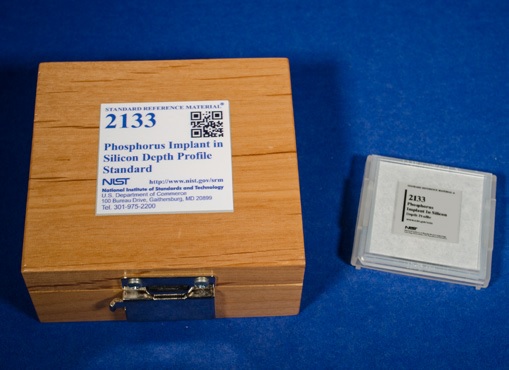 STANDARD REFERENCE MATERIAL®
2133
Phosphorus Implant in
Silicon Depth Profile
Standard
NIST http://www.nist.gov/srm
National Institute of Standards and Technology
U.S. Department of Commerce
100 Bureau Drive, Gaithersburg, MD 20899
Tel. 301-975-2200
2133
Phosphorus
Implant In Silicon
Depth Profile
NIST